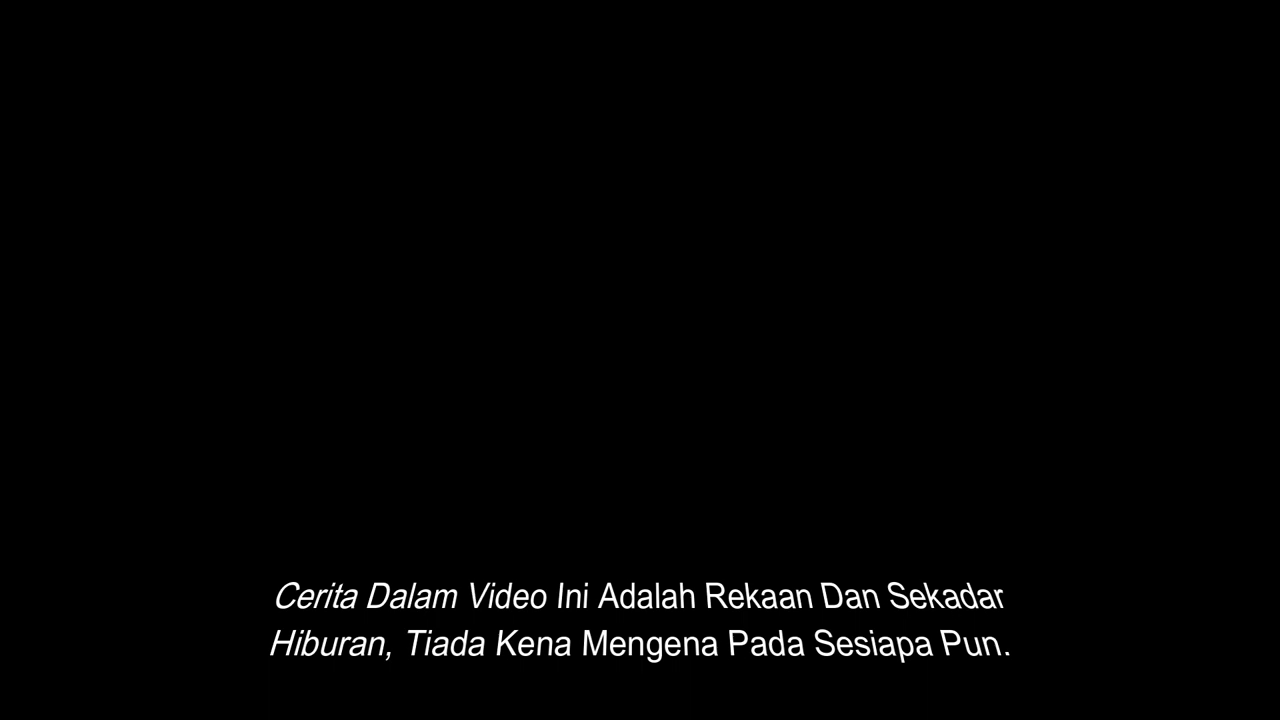 Cerita Dalam Video Ini Adalah Rekaan Dan Sekadar
Hiburan, Tiada Kena Mengena Pada Sesiapa Pun.